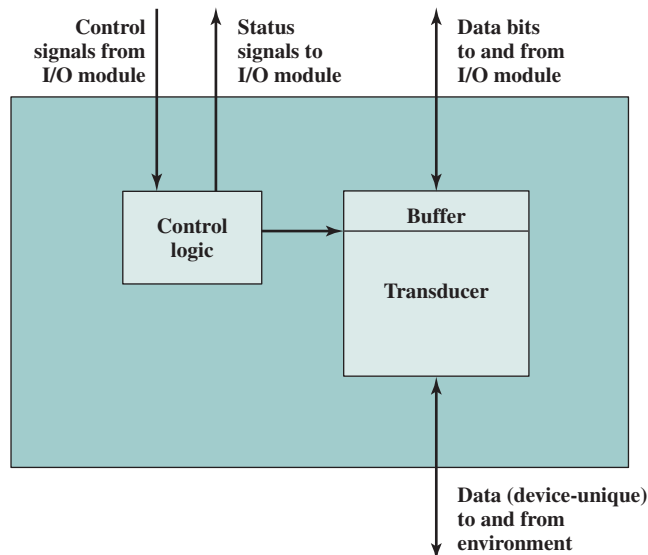 Control
signals from
I/O module
Status
signals to
I/O module
Data bits
to and from
I/O module
Control
logic
Buffer
Transducer
Data (device-unique)
to and from
environment